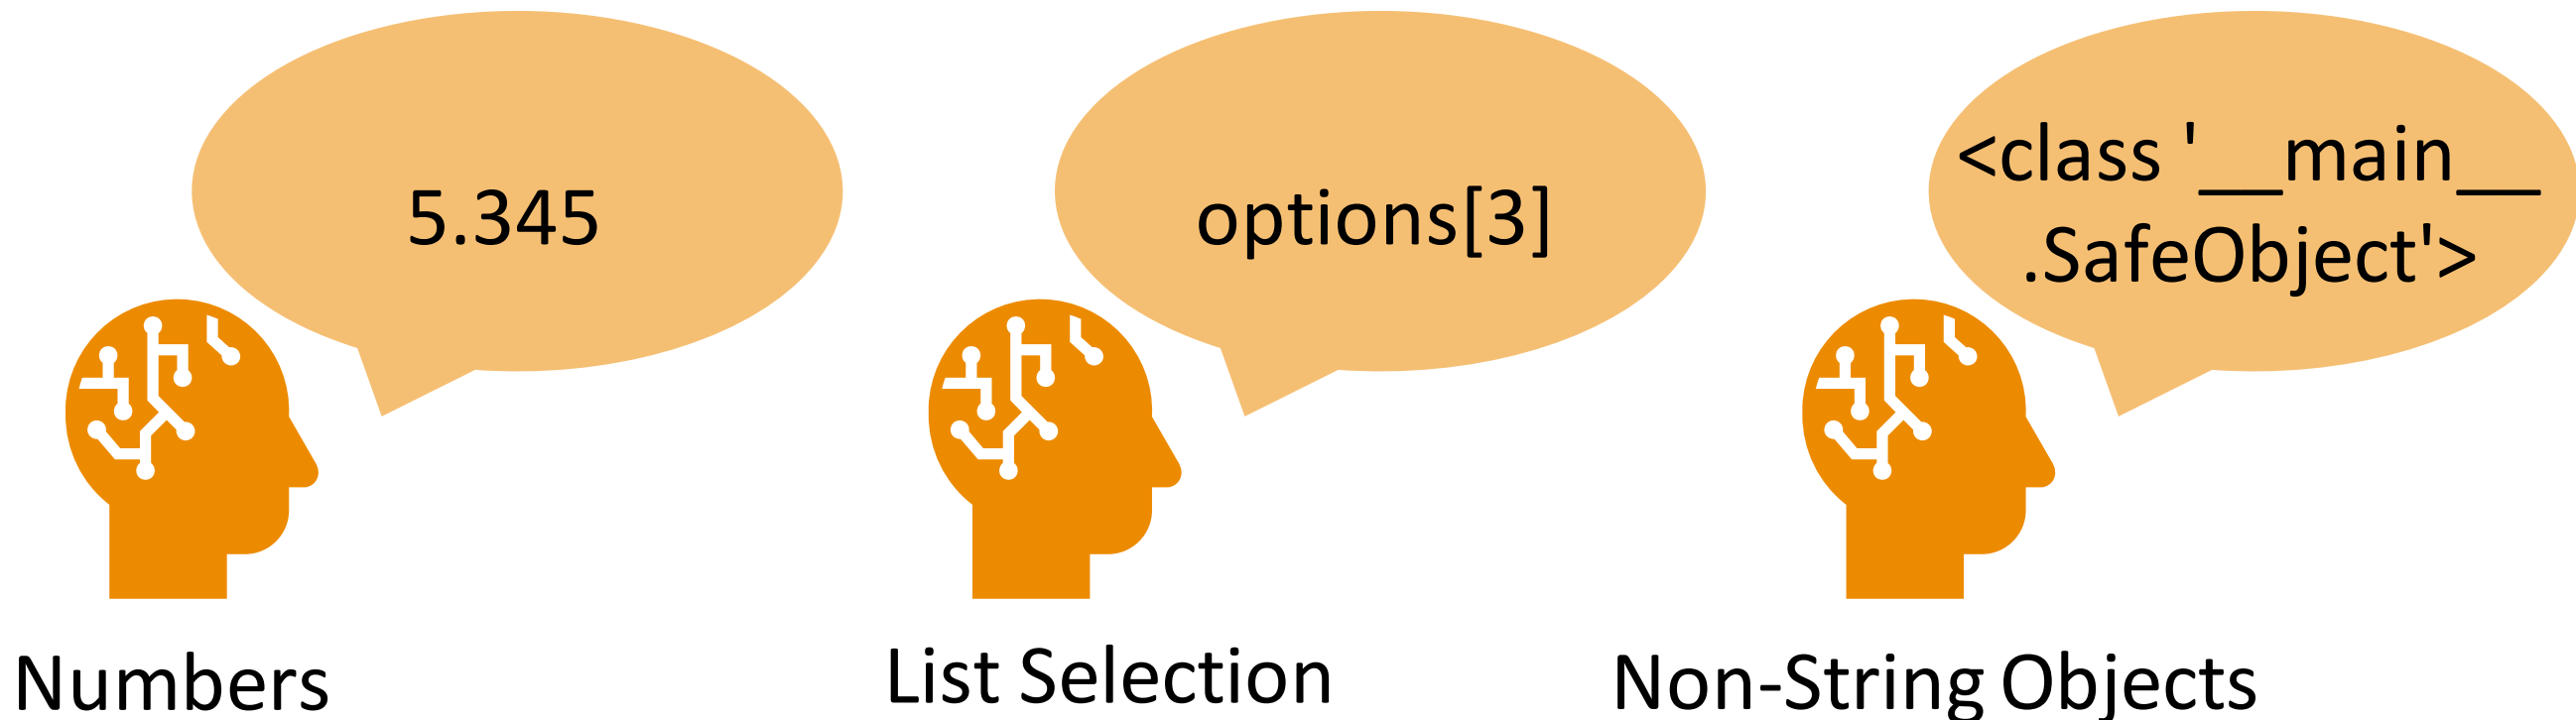 5.345
options[3]
<class '__main__
.SafeObject'>
Numbers
List Selection
Non-String Objects